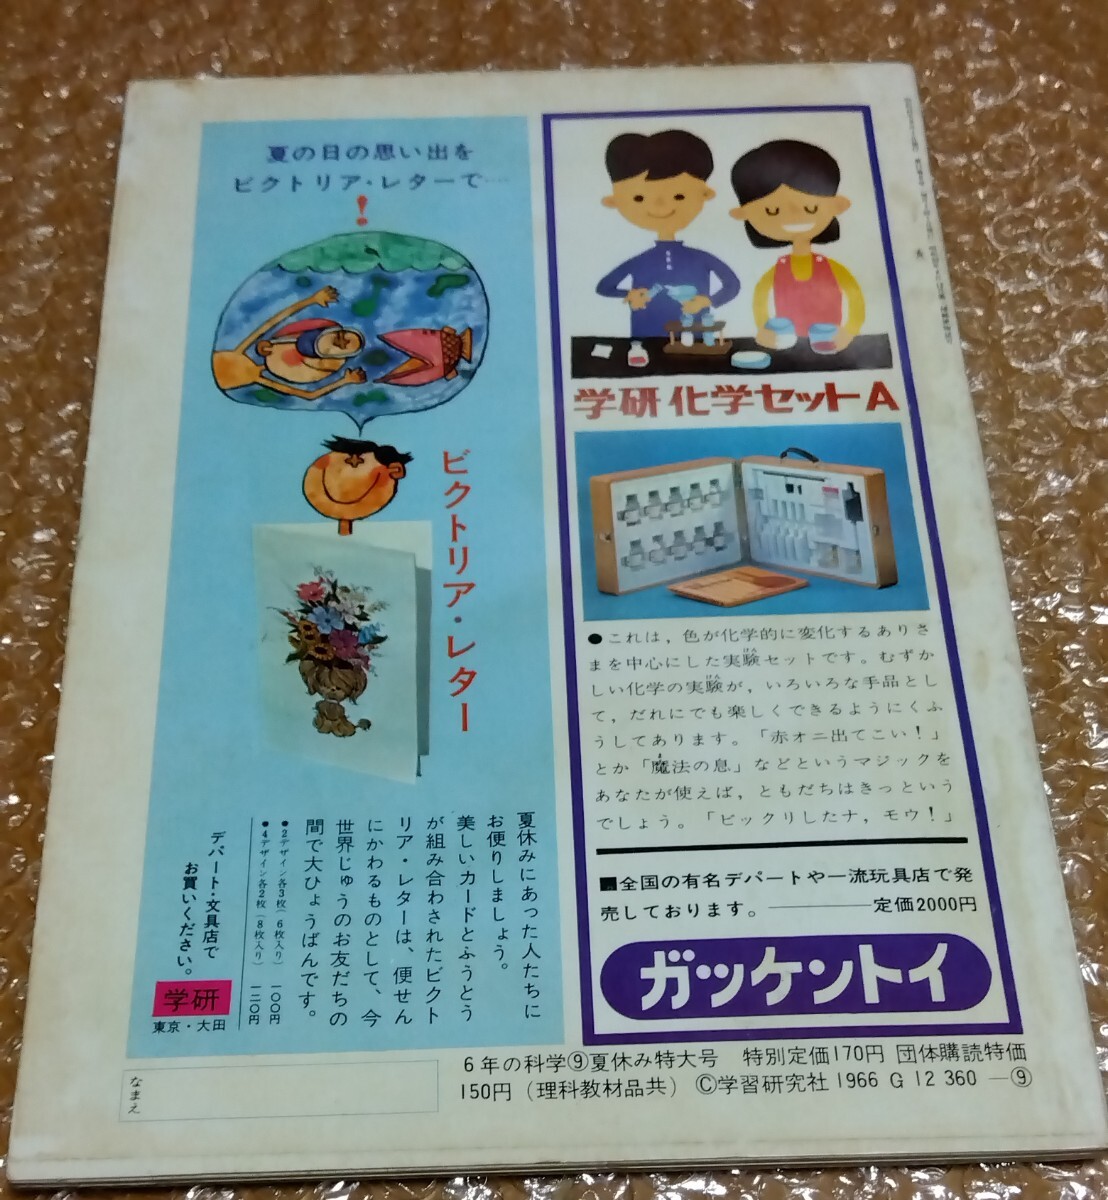 夏の日の思い出を
ビクトリア・レターで…
!
ビクトリア・レター
夏休みにあった人たちに
お便りしましょう。
美しいカードとふうとう
が組み合わされたビクト
リア・レターは、便せん
にかわるものとして、今
世界じゅうのお友だちの
間で大ひょうばんです。
●2デザイン各3枚(6枚入り) 一〇〇円
●4デザイン各2枚(8枚入り) 一二〇円
デパート・文具店で
お買いください。
学研
東京・大田
学研 化学セットA
●これは，色が化学的に変化するありさ
まを中心にした実験セットです。むずか
しい化学の実験が，いろいろな手品とし
て，だれにでも楽しくできるようにくふ
うしてあります。「赤オニ出てこい！」
とか「魔法の息」などというマジックを
あなたが使えば，ともだちはきっという
でしょう。「ビックリしたナ，モウ！」
■全国の有名デパートや一流玩具店で発
売しております。――――定価2000円
ガッケントイ
6年の科学⑨夏休み特大号 特別定価170円 団体購読特価
150円（理科教材品共）©学習研究社 1966 G 12 360 ―⑨
なまえ